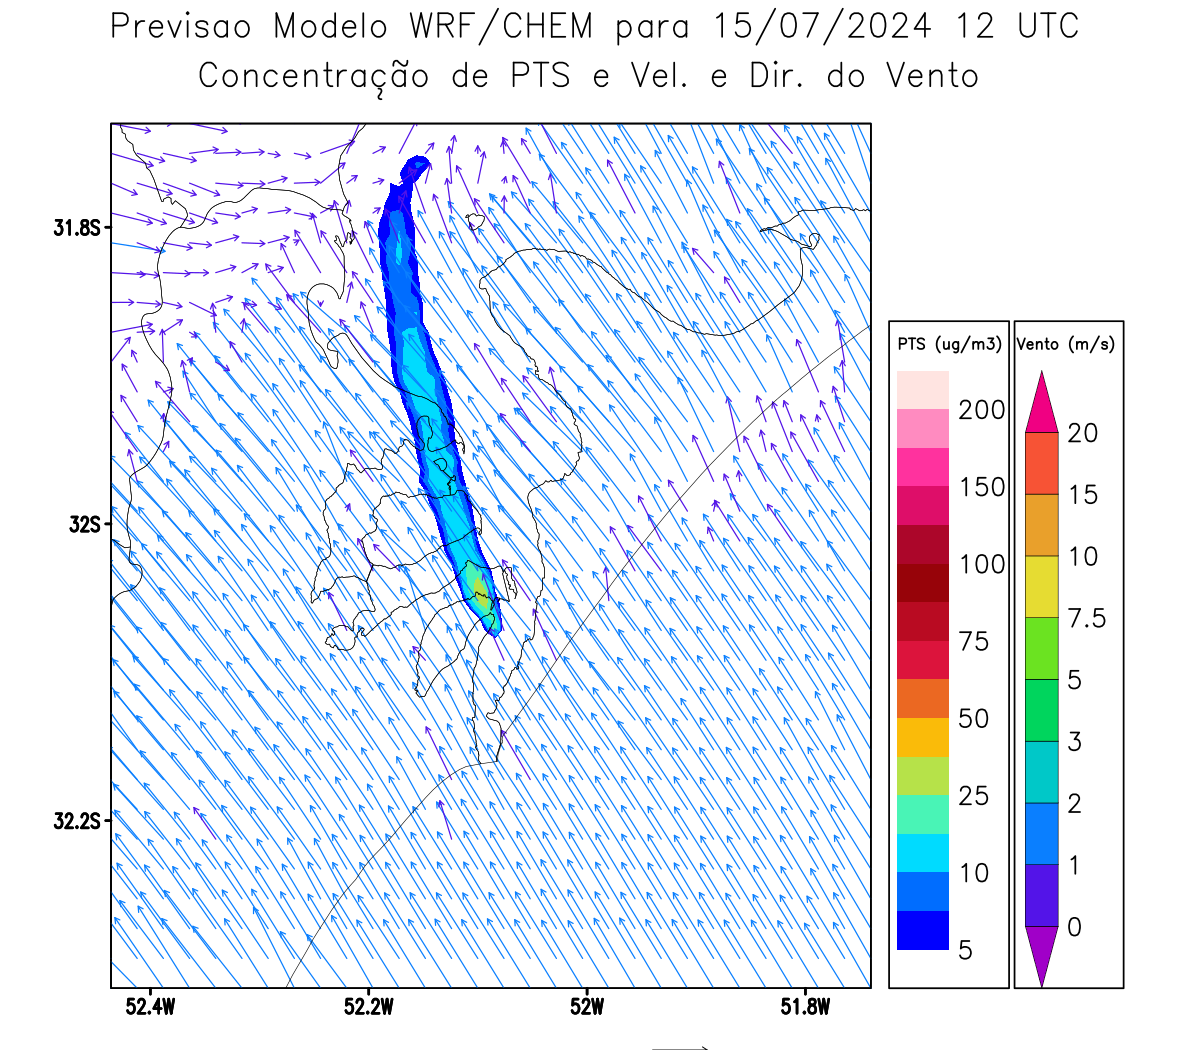 Previsao Modelo WRF/CHEM para 15/07/2024 12 UTC
Concentração de PTS e Vel. e Dir. do Vento
31.8S
32S
32.2S
52.4W
52.2W
52W
51.8W
PTS (ug/m3)
200
150
100
75
50
25
10
5
Vento (m/s)
20
15
10
7.5
5
3
2
1
0